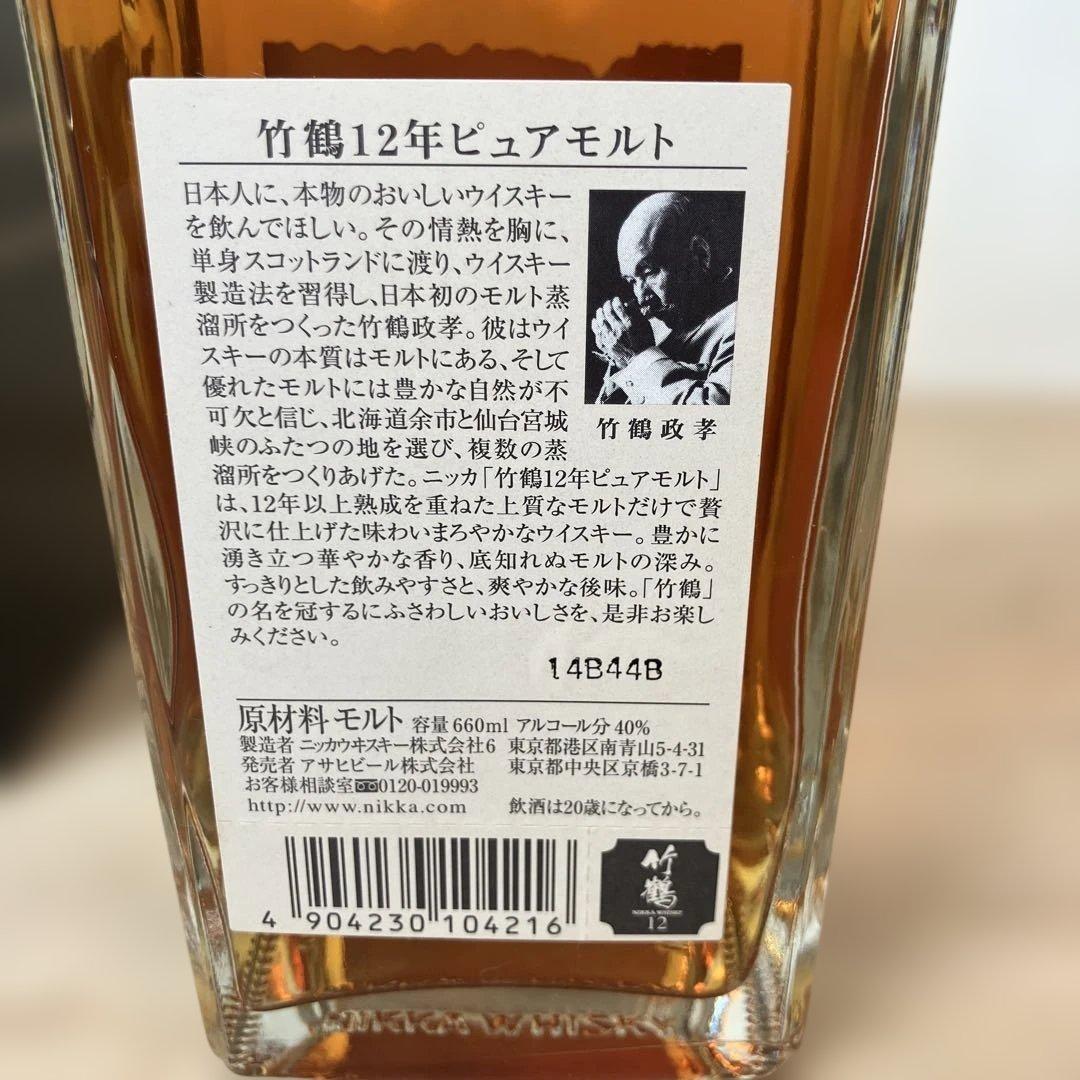 竹鶴12年ピュアモルト
日本人に、本物のおいしいウイスキー
を飲んでほしい。その情熱を胸に、
単身スコットランドに渡り、ウイスキー
製造法を習得し、日本初のモルト蒸
溜所をつくった竹鶴政孝。彼はウイ
スキーの本質はモルトにある、そして
優れたモルトには豊かな自然が不
可欠と信じ、北海道余市と仙台宮城
峡のふたつの地を選び、複数の蒸
溜所をつくりあげた。ニッカ「竹鶴12年ピュアモルト」
は、12年以上熟成を重ねた上質なモルトだけで贅
沢に仕上げた味わいまろやかなウイスキー。豊かに
湧き立つ華やかな香り、底知れぬモルトの深み。
すっきりとした飲みやすさと、爽やかな後味。「竹鶴」
の名を冠するにふさわしいおいしさを、是非お楽し
みください。
竹鶴政孝
14B44B
原材料 モルト 容量 660ml アルコール分 40%
製造者 ニッカウヰスキー株式会社6 東京都港区南青山5-4-31
発売者 アサヒビール株式会社 東京都中央区京橋3-7-1
お客様相談室 0120-019993
http://www.nikka.com 飲酒は20歳になってから。
4 904230 104216
竹鶴
NIKKA WHISKY
12
NIKKA WHISKY